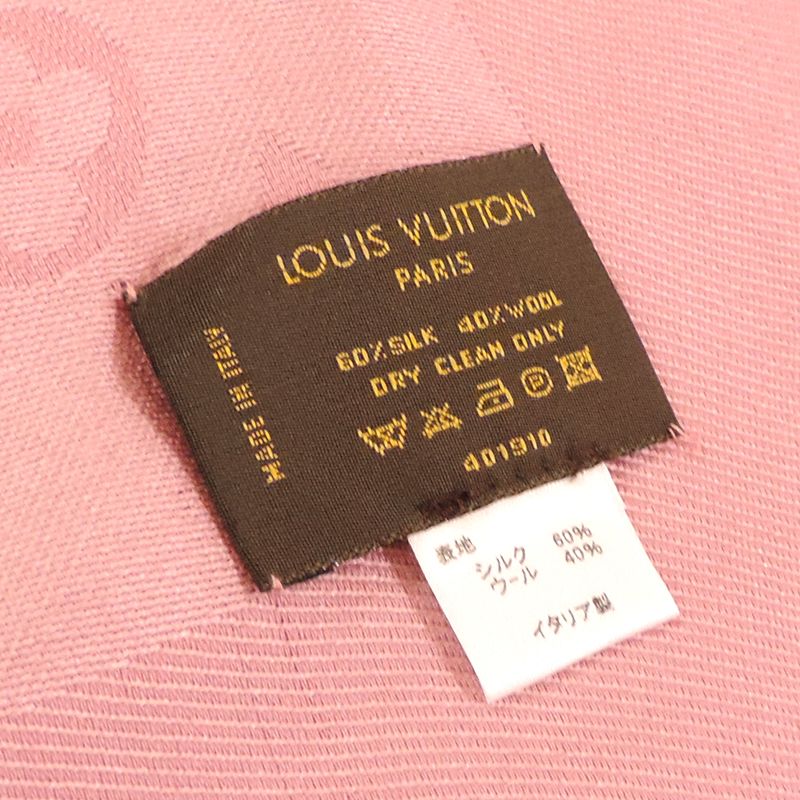 LOUIS VUITTON
PARIS
60%SILK 40%WOOL
DRY CLEAN ONLY
401910
MADE IN ITALY
表地
シルク 60%
ウール 40%
イタリア製